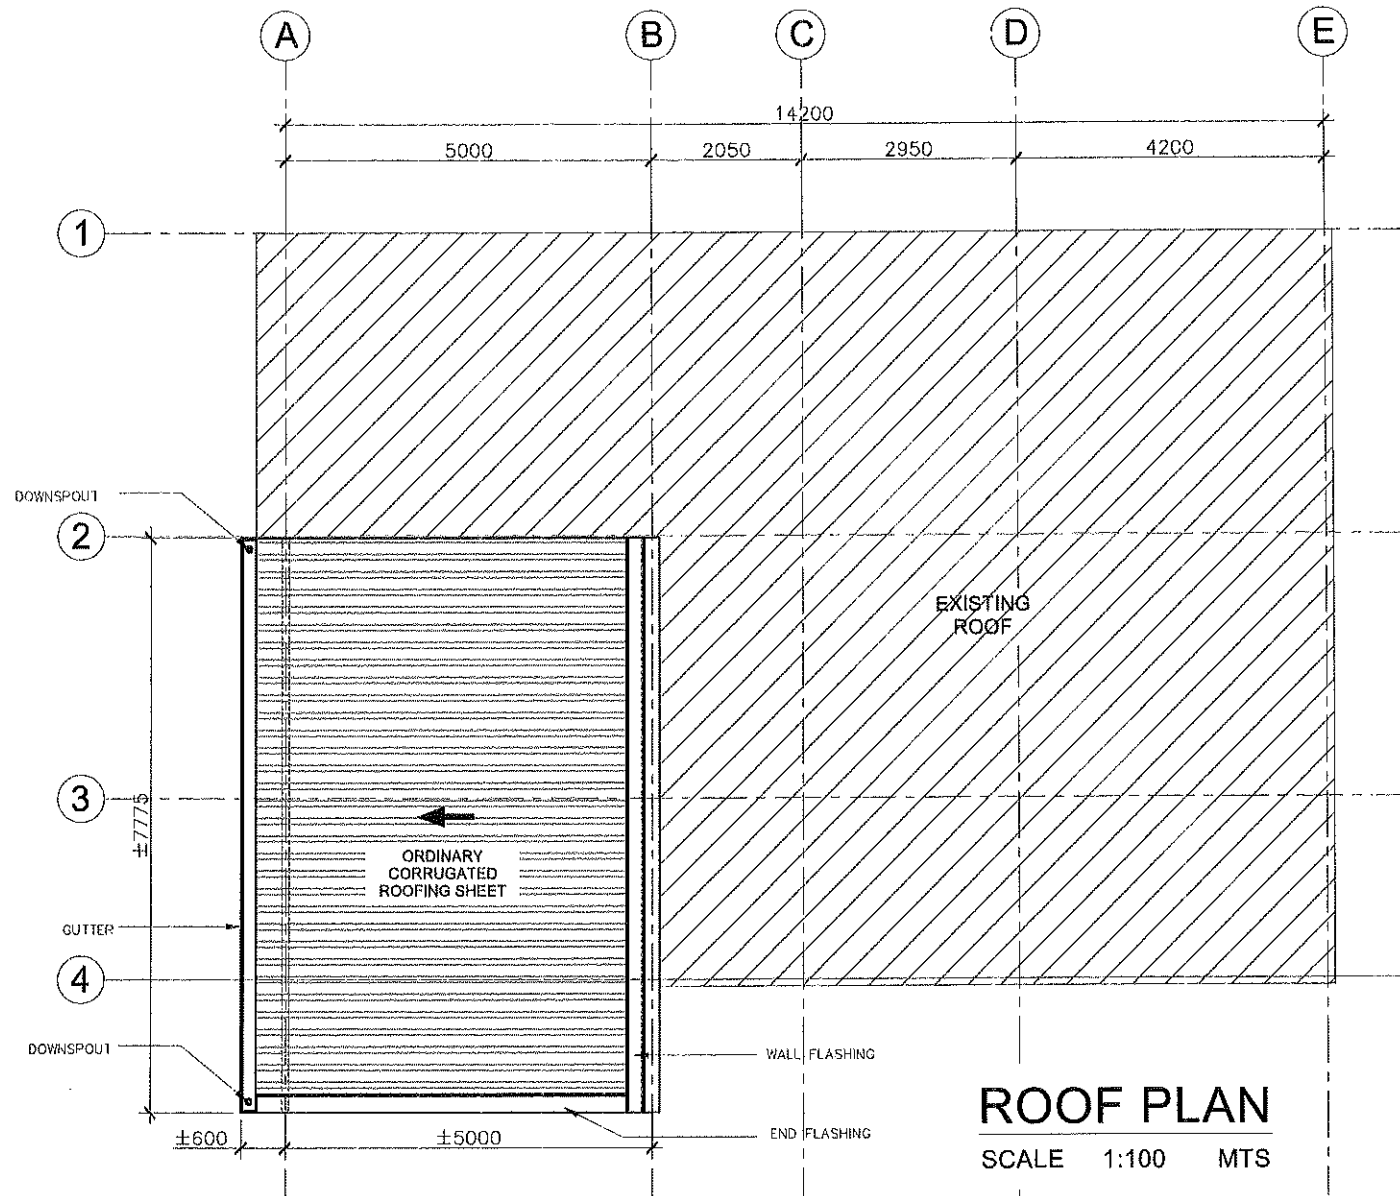 A B C D E
14200
5000 2050 2950 4200
1
DOWNSPOUT
2
EXISTING
ROOF
3
±7775
ORDINARY
CORRUGATED
ROOFING SHEET
GUTTER
4
DOWNSPOUT
WALL FLASHING
ROOF PLAN
END FLASHING
±600 ±5000
SCALE 1:100 MTS